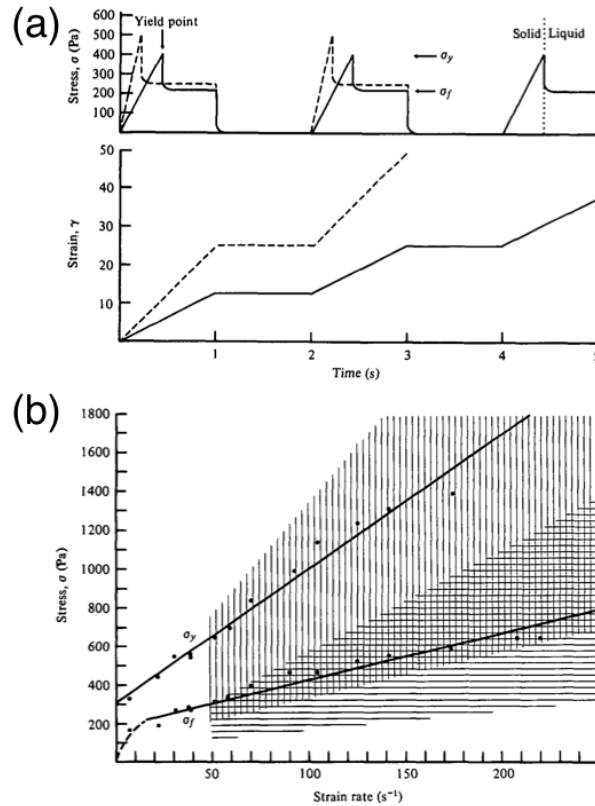 (a)
600
500
400
300
200
100
0
Stress, σ (Pa)
Yield point
σy
σf
Solid
Liquid
50
40
30
20
10
Strain, γ
1
2
3
4
Time (s)
(b)
1800
1600
1400
1200
1000
800
600
400
200
Stress, σ (Pa)
σy
σf
50
100
150
200
Strain rate (s⁻¹)